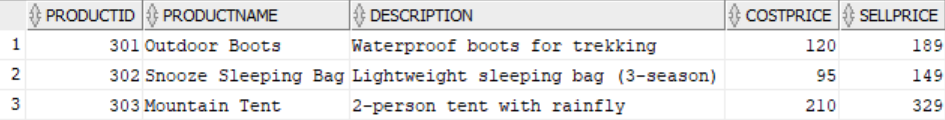 PRODUCTID PRODUCTNAME DESCRIPTION COSTPRICE SELLPRICE
1 301 Outdoor Boots Waterproof boots for trekking 120 189
2 302 Snooze Sleeping Bag Lightweight sleeping bag (3-season) 95 149
3 303 Mountain Tent 2-person tent with rainfly 210 329